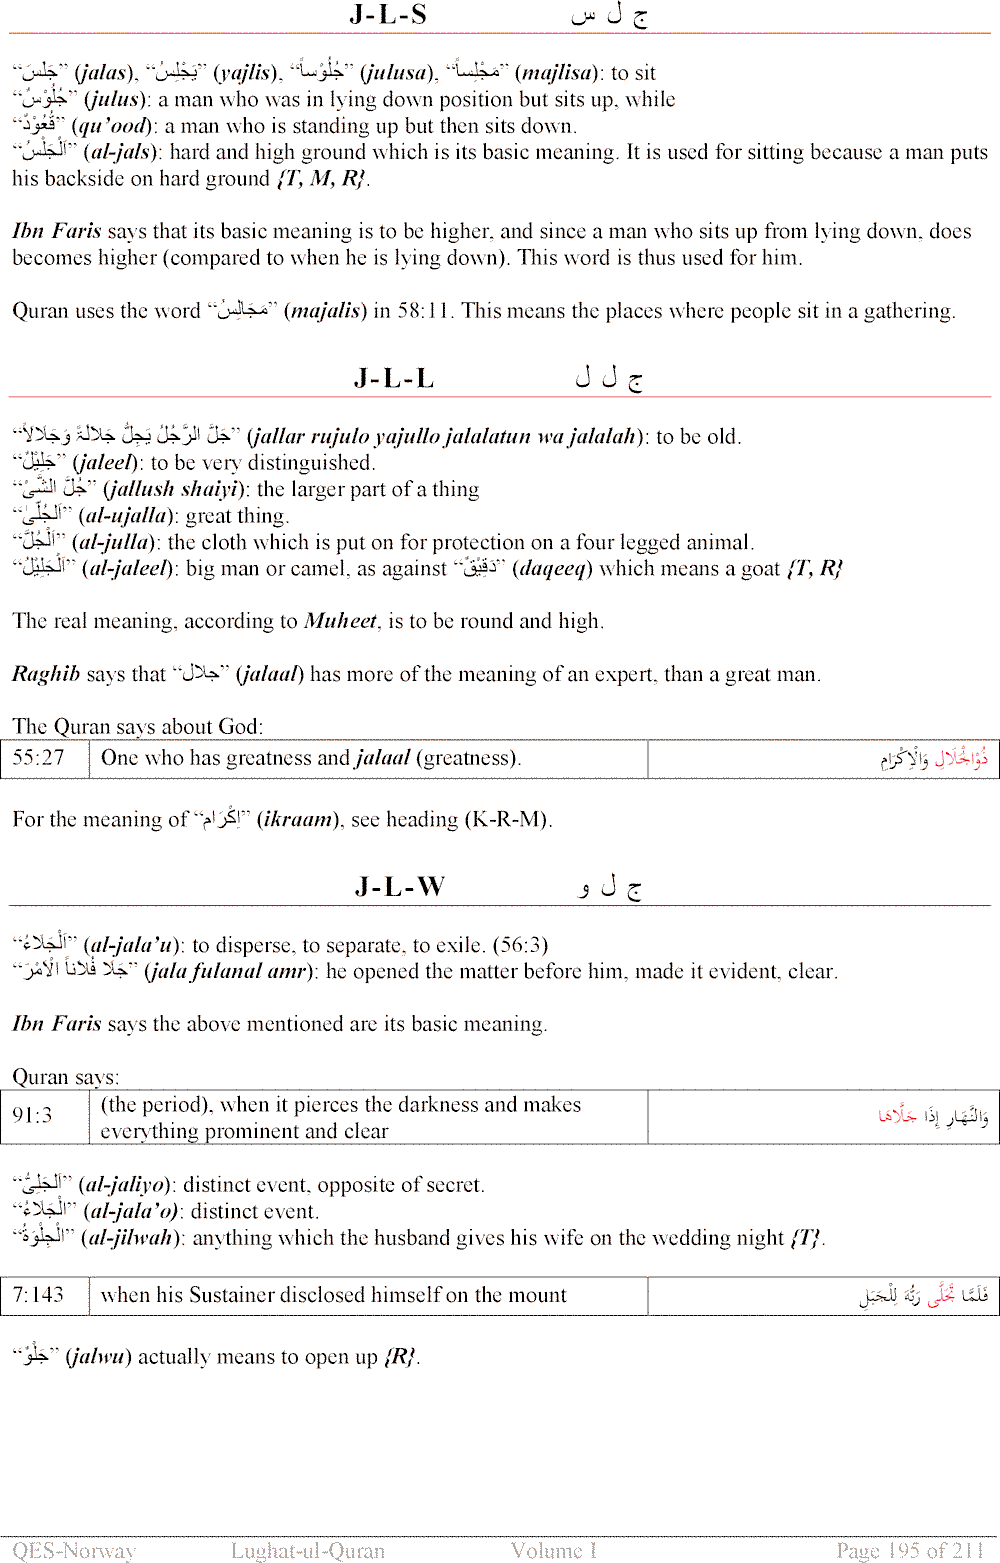 J-L-S ج ل س
“جَلَسَ” (jalas), “يَجْلِسُ” (yajlis), “جُلُوْساً” (julusa), “مَجْلِساً” (majlisa): to sit
“جُلُوْسٌ” (julus): a man who was in lying down position but sits up, while
“قُعُوْدٌ” (qu’ood): a man who is standing up but then sits down.
“اَلْجَلْسُ” (al-jals): hard and high ground which is its basic meaning. It is used for sitting because a man puts
his backside on hard ground {T, M, R}.
Ibn Faris says that its basic meaning is to be higher, and since a man who sits up from lying down, does
becomes higher (compared to when he is lying down). This word is thus used for him.
Quran uses the word “مَجَالِسُ” (majalis) in 58:11. This means the places where people sit in a gathering.
J-L-L ج ل ل
“جَلَّ الرَّجُلُ يَجِلُّ جَلالَةً وَجَلالاً” (jallar rujulo yajullo jalalatun wa jalalah): to be old.
“جَلِيْلٌ” (jaleel): to be very distinguished.
“جُلَّ الشَّىْءِ” (jallush shaiyi): the larger part of a thing
“اَلجُلّىٰ” (al-ujalla): great thing.
“اَلْجُلَّ” (al-julla): the cloth which is put on for protection on a four legged animal.
“اَلْجَلِيْلُ” (al-jaleel): big man or camel, as against “دَقِيْقٌ” (daqeeq) which means a goat {T, R}
The real meaning, according to Muheet, is to be round and high.
Raghib says that “جلال” (jalaal) has more of the meaning of an expert, than a great man.
The Quran says about God:
55:27 One who has greatness and jalaal (greatness). ذُوْالْجَلَالِ وَالْاِكْرَامِ
For the meaning of “اِكْرَام” (ikraam), see heading (K-R-M).
J-L-W ج ل و
“اَلْجَلاءُ” (al-jala’u): to disperse, to separate, to exile. (56:3)
“جَلا فُلاناً الْاَمْرَ” (jala fulanal amr): he opened the matter before him, made it evident, clear.
Ibn Faris says the above mentioned are its basic meaning.
Quran says:
91:3 (the period), when it pierces the darkness and makes
everything prominent and clear وَالنَّهَارِ إِذَا جَلَّاهَا
“اَلجَلِىُّ” (al-jaliyo): distinct event, opposite of secret.
“الْجَلاءُ” (al-jala’o): distinct event.
“الْجِلْوَةُ” (al-jilwah): anything which the husband gives his wife on the wedding night {T}.
7:143 when his Sustainer disclosed himself on the mount فَلَمَّا تَجَلَّى رَبُّهُ لِلْجَبَلِ
“جَلْوٌ” (jalwu) actually means to open up {R}.
QES-Norway Lughat-ul-Quran Volume I Page 195 of 211